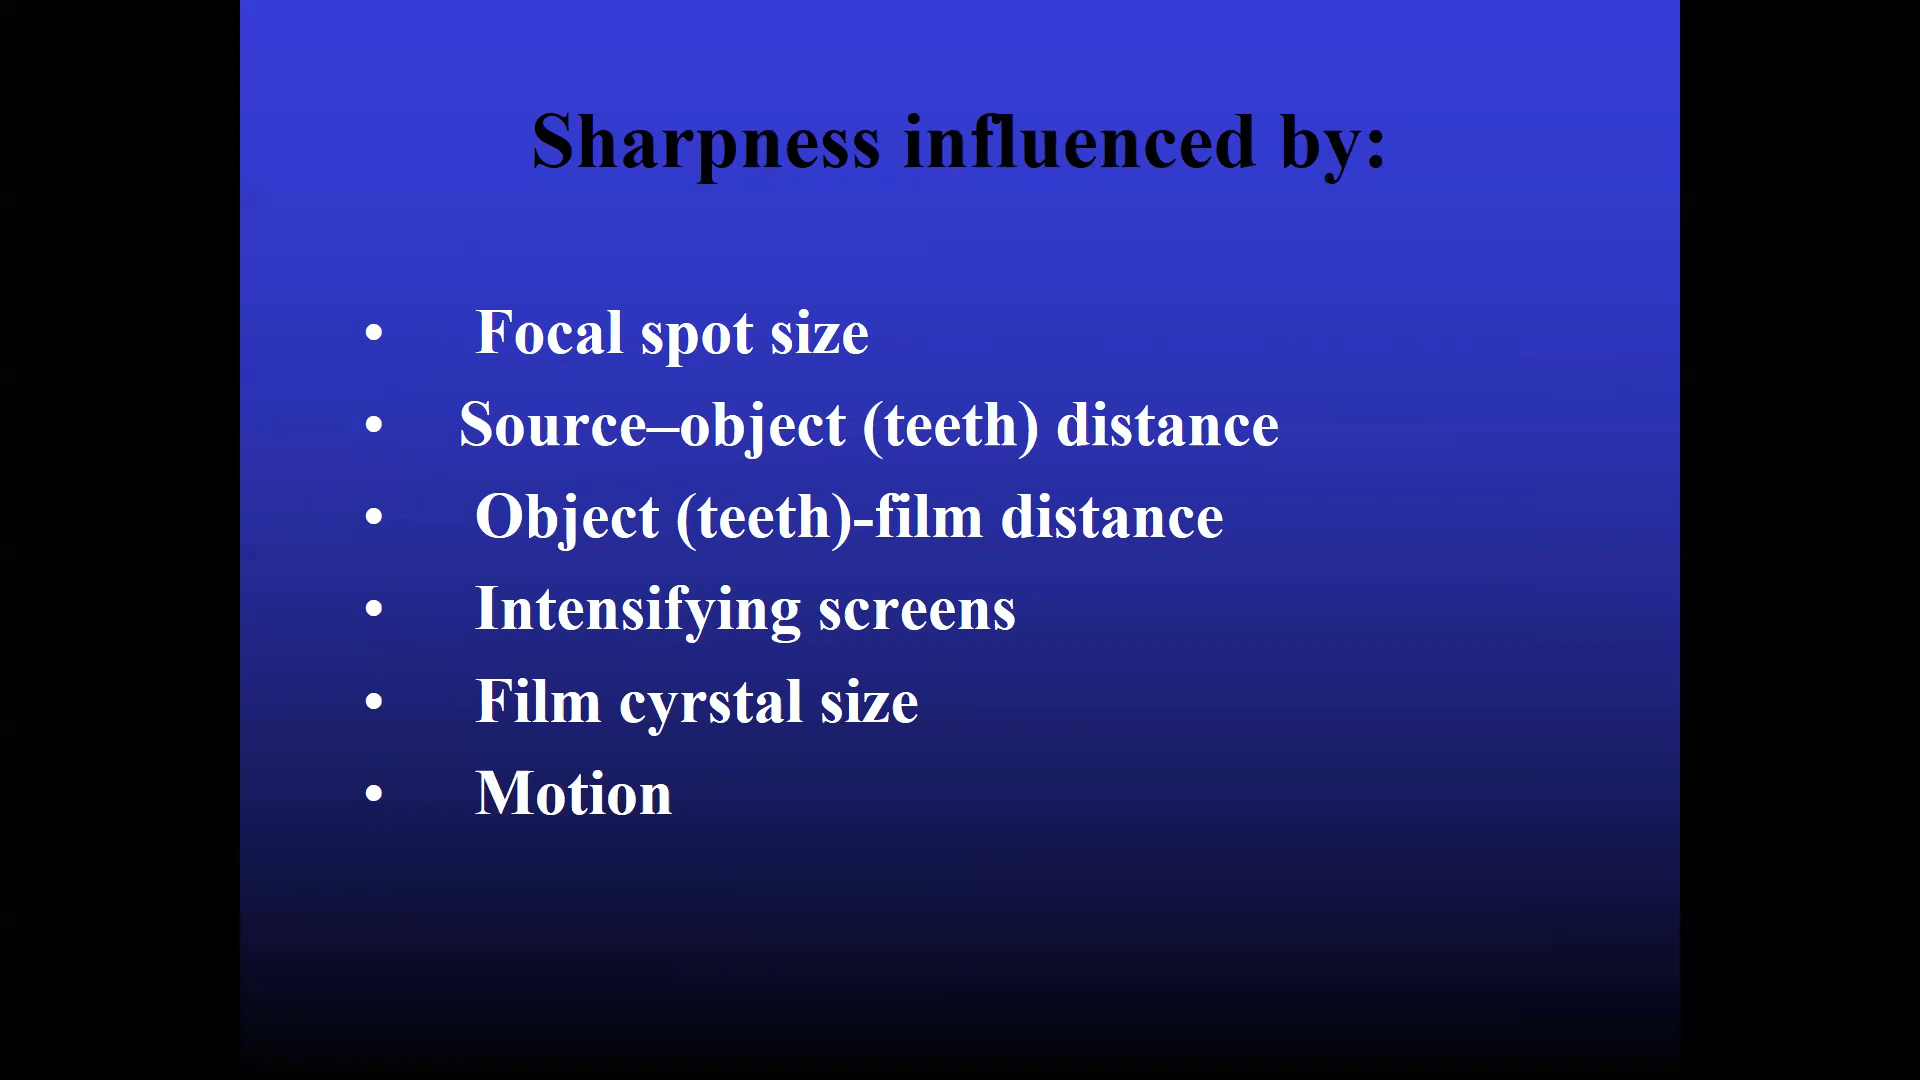 Sharpness influenced by:
• Focal spot size
• Source–object (teeth) distance
• Object (teeth)-film distance
• Intensifying screens
• Film cyrstal size
• Motion